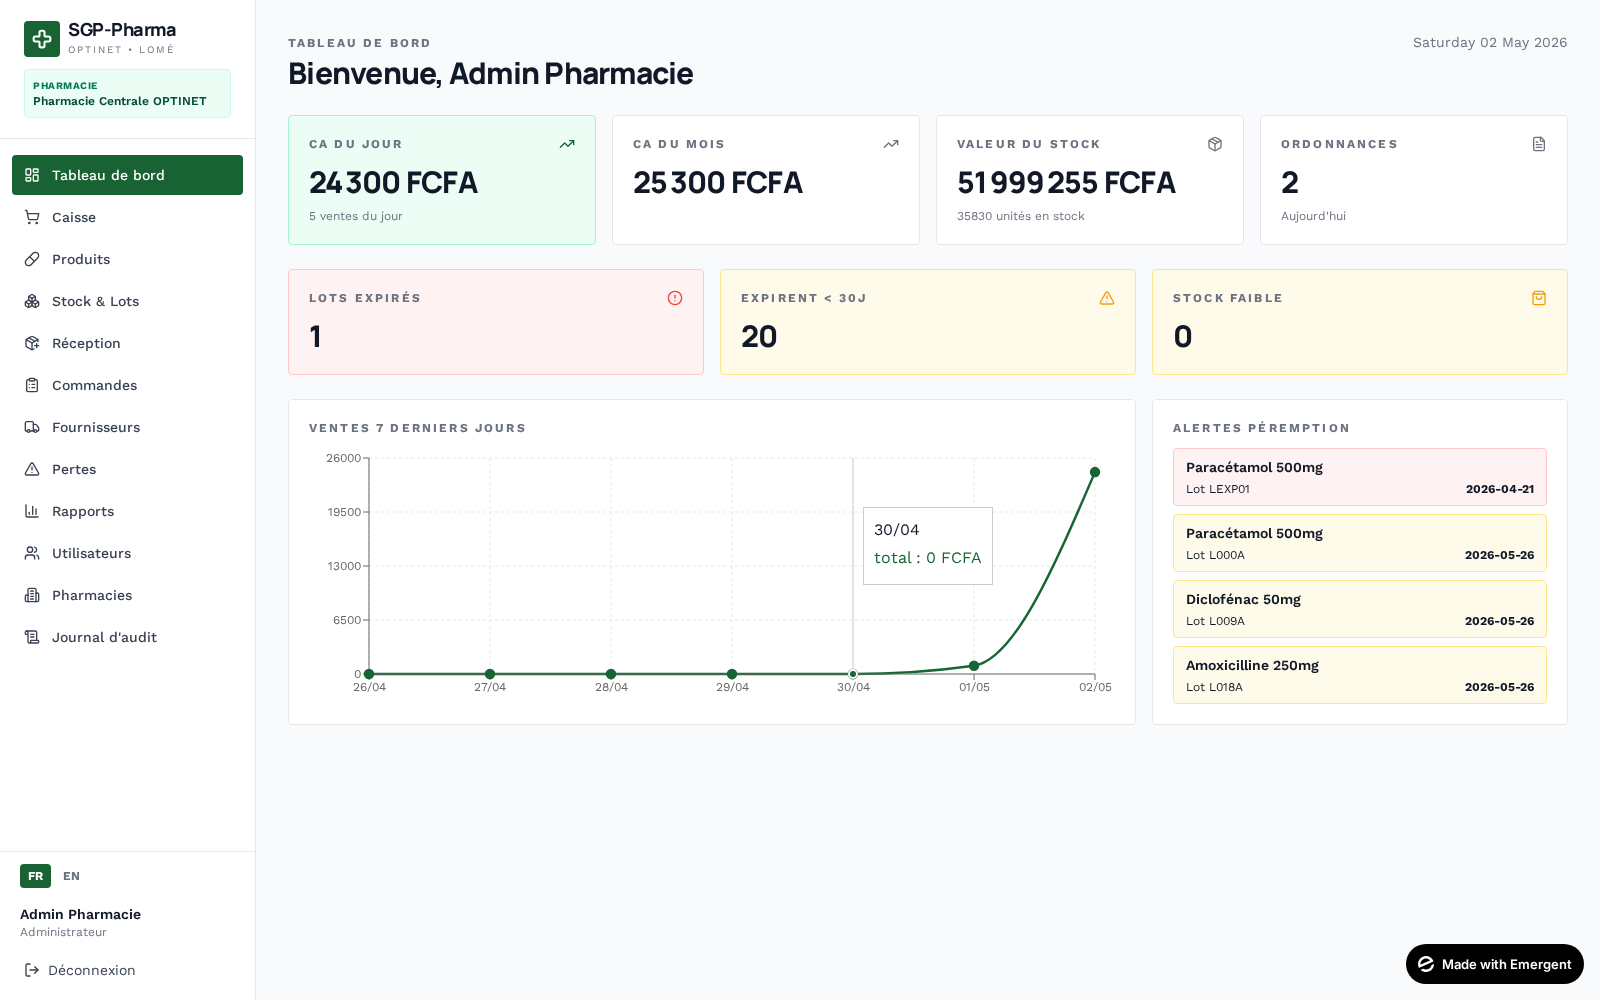 SGP-Pharma
OPTINET • LOMÉ
PHARMACIE
Pharmacie Centrale OPTINET
Tableau de bord
Caisse
Produits
Stock & Lots
Réception
Commandes
Fournisseurs
Pertes
Rapports
Utilisateurs
Pharmacies
Journal d'audit
FR EN
Admin Pharmacie
Administrateur
Déconnexion
TABLEAU DE BORD
Saturday 02 May 2026
Bienvenue, Admin Pharmacie
CA DU JOUR
24 300 FCFA
5 ventes du jour
CA DU MOIS
25 300 FCFA
VALEUR DU STOCK
51 999 255 FCFA
35830 unités en stock
ORDONNANCES
2
Aujourd'hui
LOTS EXPIRÉS
1
EXPIRENT < 30J
20
STOCK FAIBLE
0
VENTES 7 DERNIERS JOURS
26000
19500
13000
6500
0
26/04 27/04 28/04 29/04 30/04 01/05 02/05
30/04
total : 0 FCFA
ALERTES PÉREMPTION
Paracétamol 500mg
Lot LEXP01 2026-04-21
Paracétamol 500mg
Lot L000A 2026-05-26
Diclofénac 50mg
Lot L009A 2026-05-26
Amoxicilline 250mg
Lot L018A 2026-05-26
Made with Emergent